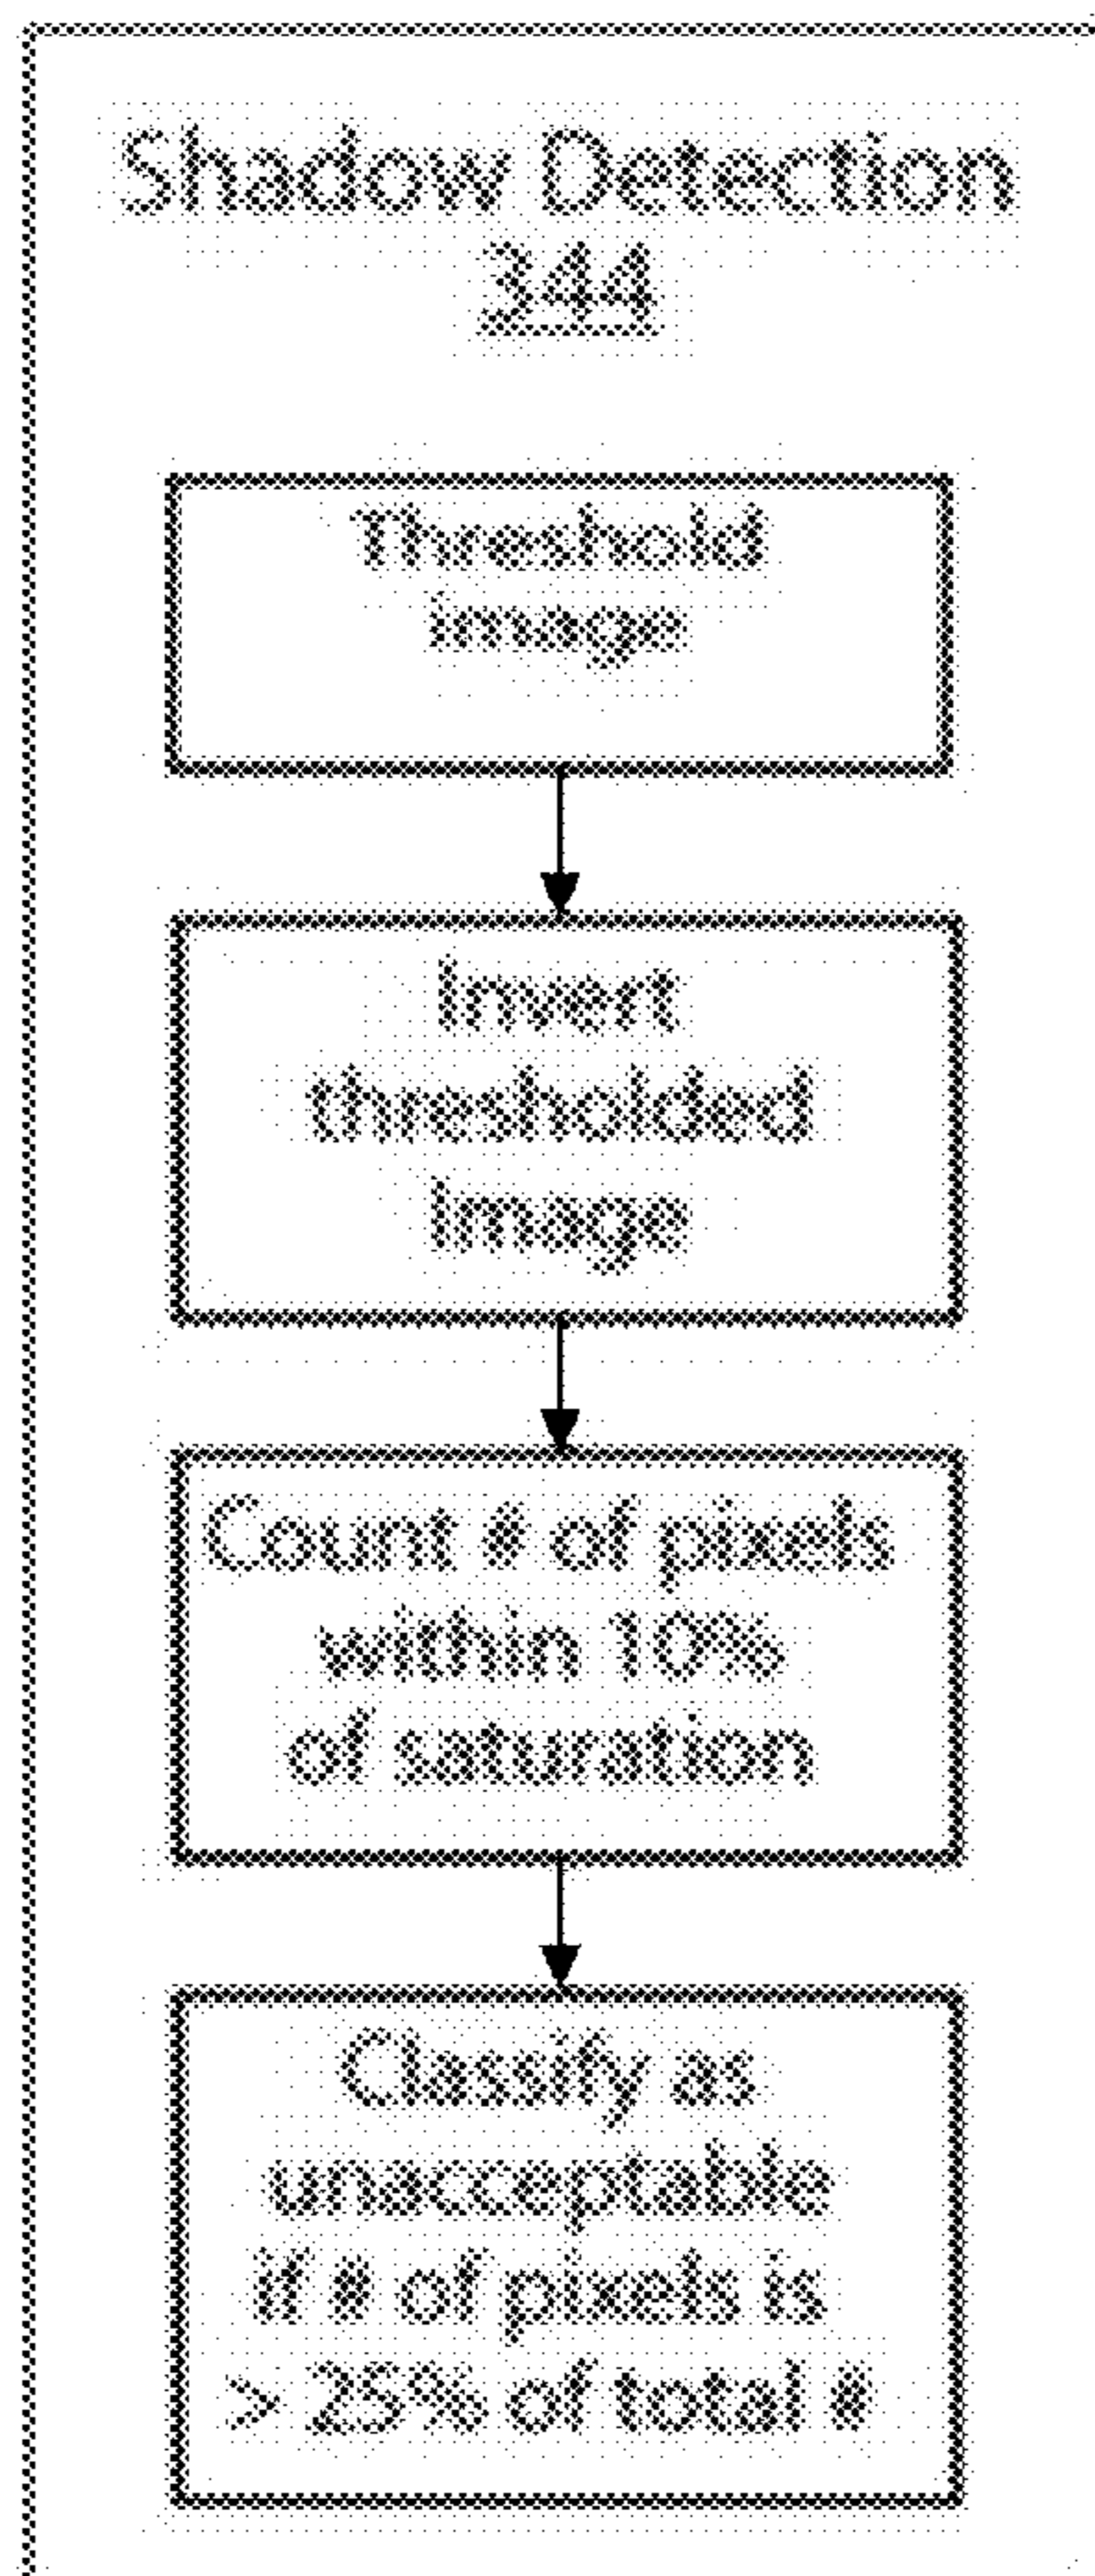 Shadow Detection
344
Threshold
image
Invert
thresholded
Image
Count # of pixels
within 10%
of saturation
Classify as
unacceptable
if # of pixels is
> 25% of total #